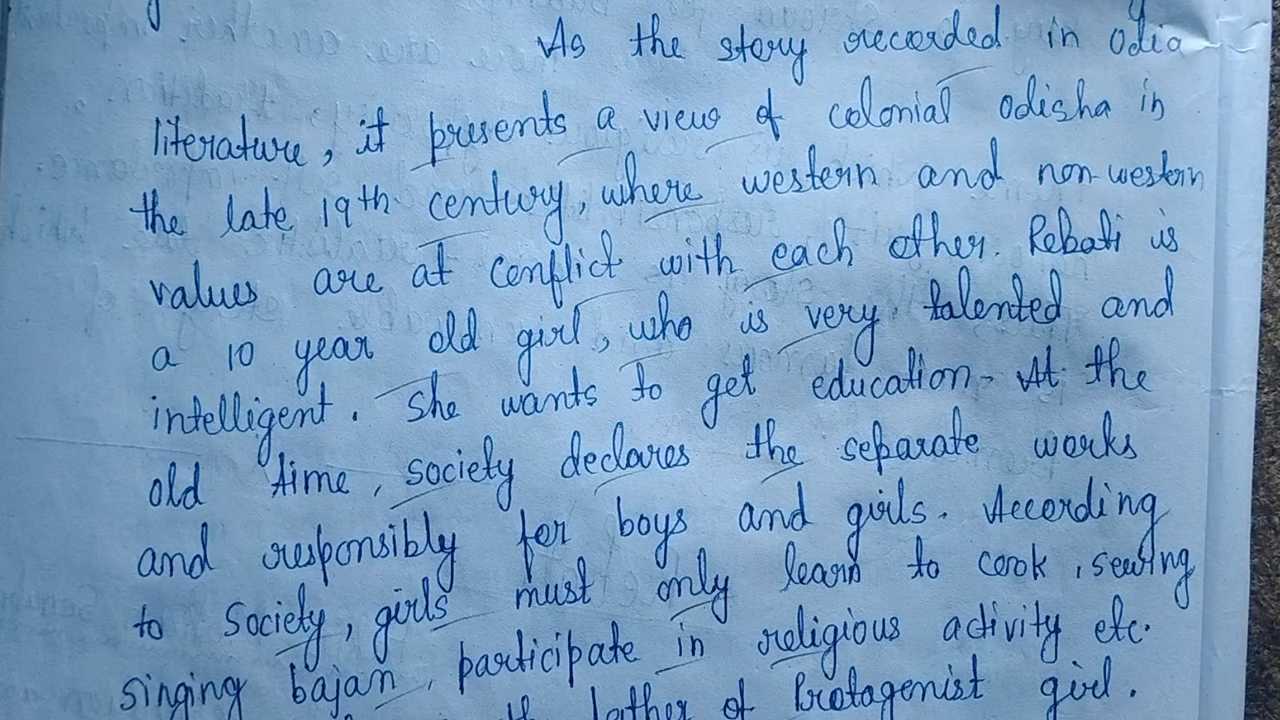 As the story recorded in Odia
literature, it presents a view of colonial odisha in
the late 19th century, where western and non-western
values are at conflict with each other. Rebati is
a 10 year old girl, who is very talented and
intelligent. She wants to get education. At the
old time, society declares the separate works
and responsibly for boys and girls. According
to Society, girls must only learn to cook, sewing
singing bajan, participate in religious activity etc.
father of Protagenist girl.